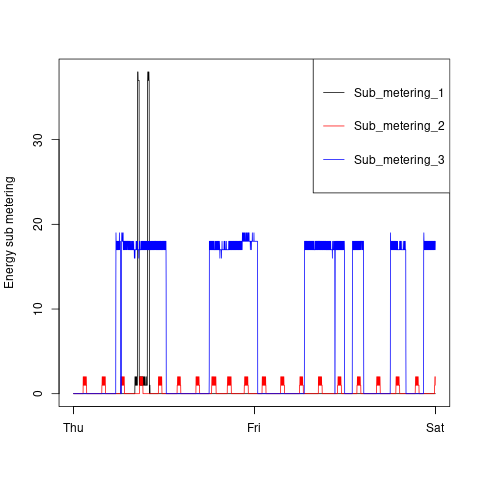 Sub_metering_1
Sub_metering_2
Sub_metering_3
Energy sub metering
30
20
10
0
Thu Fri Sat